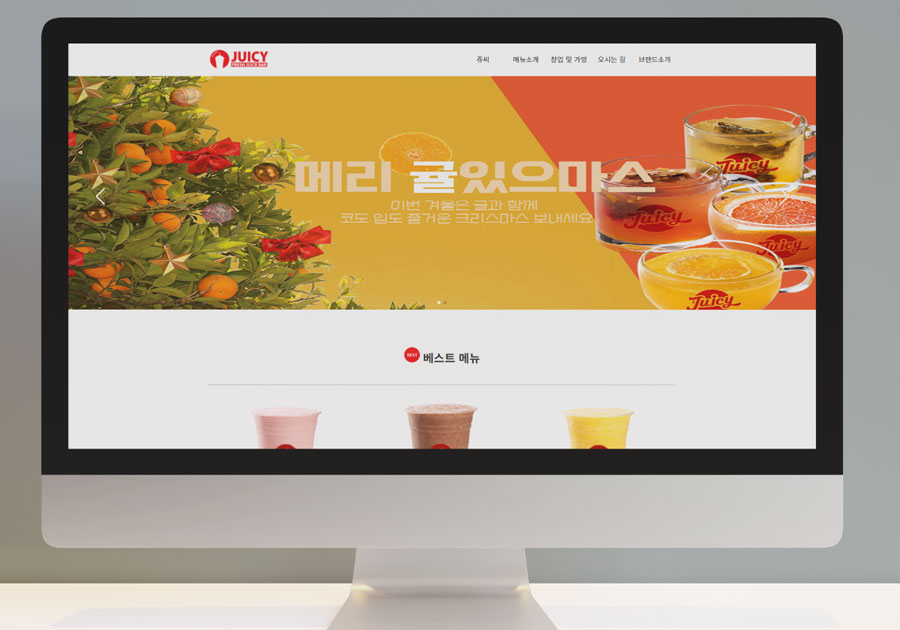 JUICY
FRESH JUICE BAR
쥬씨 메뉴소개 창업 및 가맹 오시는 길 브랜드소개
메리 귤있으마스
이번 겨울은 귤과 함께
코도 입도 즐거운 크리스마스 보내세요
Juicy
Juicy
Juicy
Juicy
BEST 베스트 메뉴